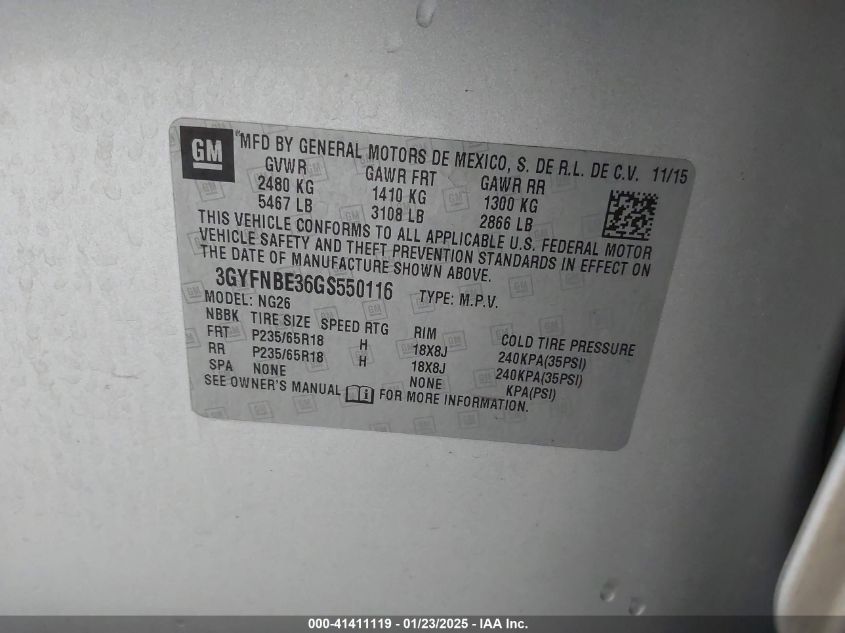 GM
"MFD BY GENERAL MOTORS DE MEXICO, S. DE R.L. DE C.V. 11/15
GVWR GAWR FRT GAWR RR
2480 KG 1410 KG 1300 KG
5467 LB 3108 LB 2866 LB
THIS VEHICLE CONFORMS TO ALL APPLICABLE U.S. FEDERAL MOTOR
VEHICLE SAFETY AND THEFT PREVENTION STANDARDS IN EFFECT ON
THE DATE OF MANUFACTURE SHOWN ABOVE.
3GYFNBE36GS550116 TYPE: M.P.V.
MODEL: NG26
NBBK TIRE SIZE SPEED RTG RIM COLD TIRE PRESSURE
FRT P235/65R18 H 18X8J 240KPA(35PSI)
RR P235/65R18 H 18X8J 240KPA(35PSI)
SPA NONE NONE KPA(PSI)
SEE OWNER'S MANUAL FOR MORE INFORMATION.
000-41411119 - 01/23/2025 - IAA Inc.